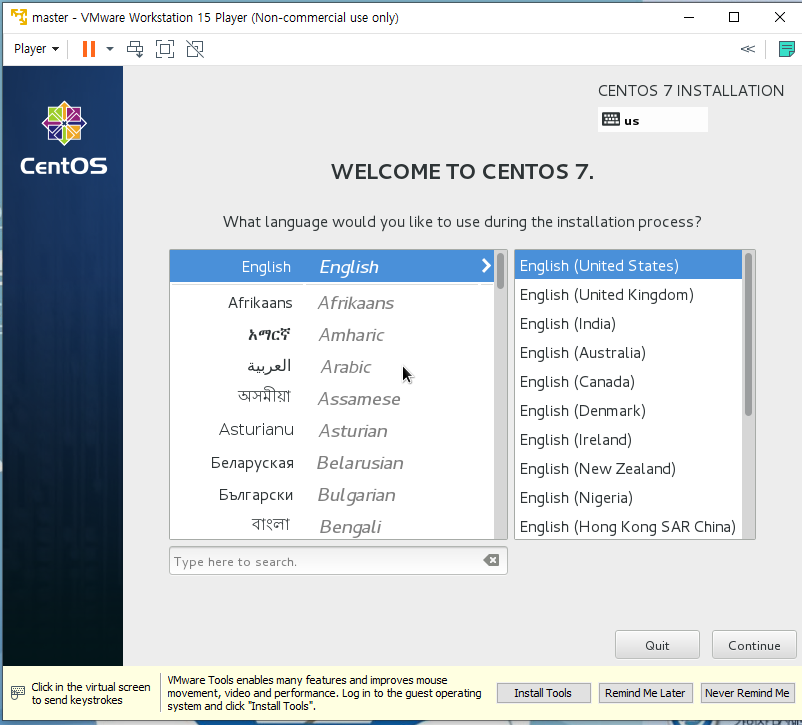 master - VMware Workstation 15 Player (Non-commercial use only)
Player
CentOS
CENTOS 7 INSTALLATION
us
WELCOME TO CENTOS 7.
What language would you like to use during the installation process?
English English
Afrikaans Afrikaans
አማርኛ Amharic
العربية Arabic
অসমীয়া Assamese
Asturianu Asturian
Беларуская Belarusian
Български Bulgarian
বাংলা Bengali
English (United States)
English (United Kingdom)
English (India)
English (Australia)
English (Canada)
English (Denmark)
English (Ireland)
English (New Zealand)
English (Nigeria)
English (Hong Kong SAR China)
Type here to search.
Quit
Continue
Click in the virtual screen
to send keystrokes
VMware Tools enables many features and improves mouse
movement, video and performance. Log in to the guest operating
system and click "Install Tools".
Install Tools
Remind Me Later
Never Remind Me